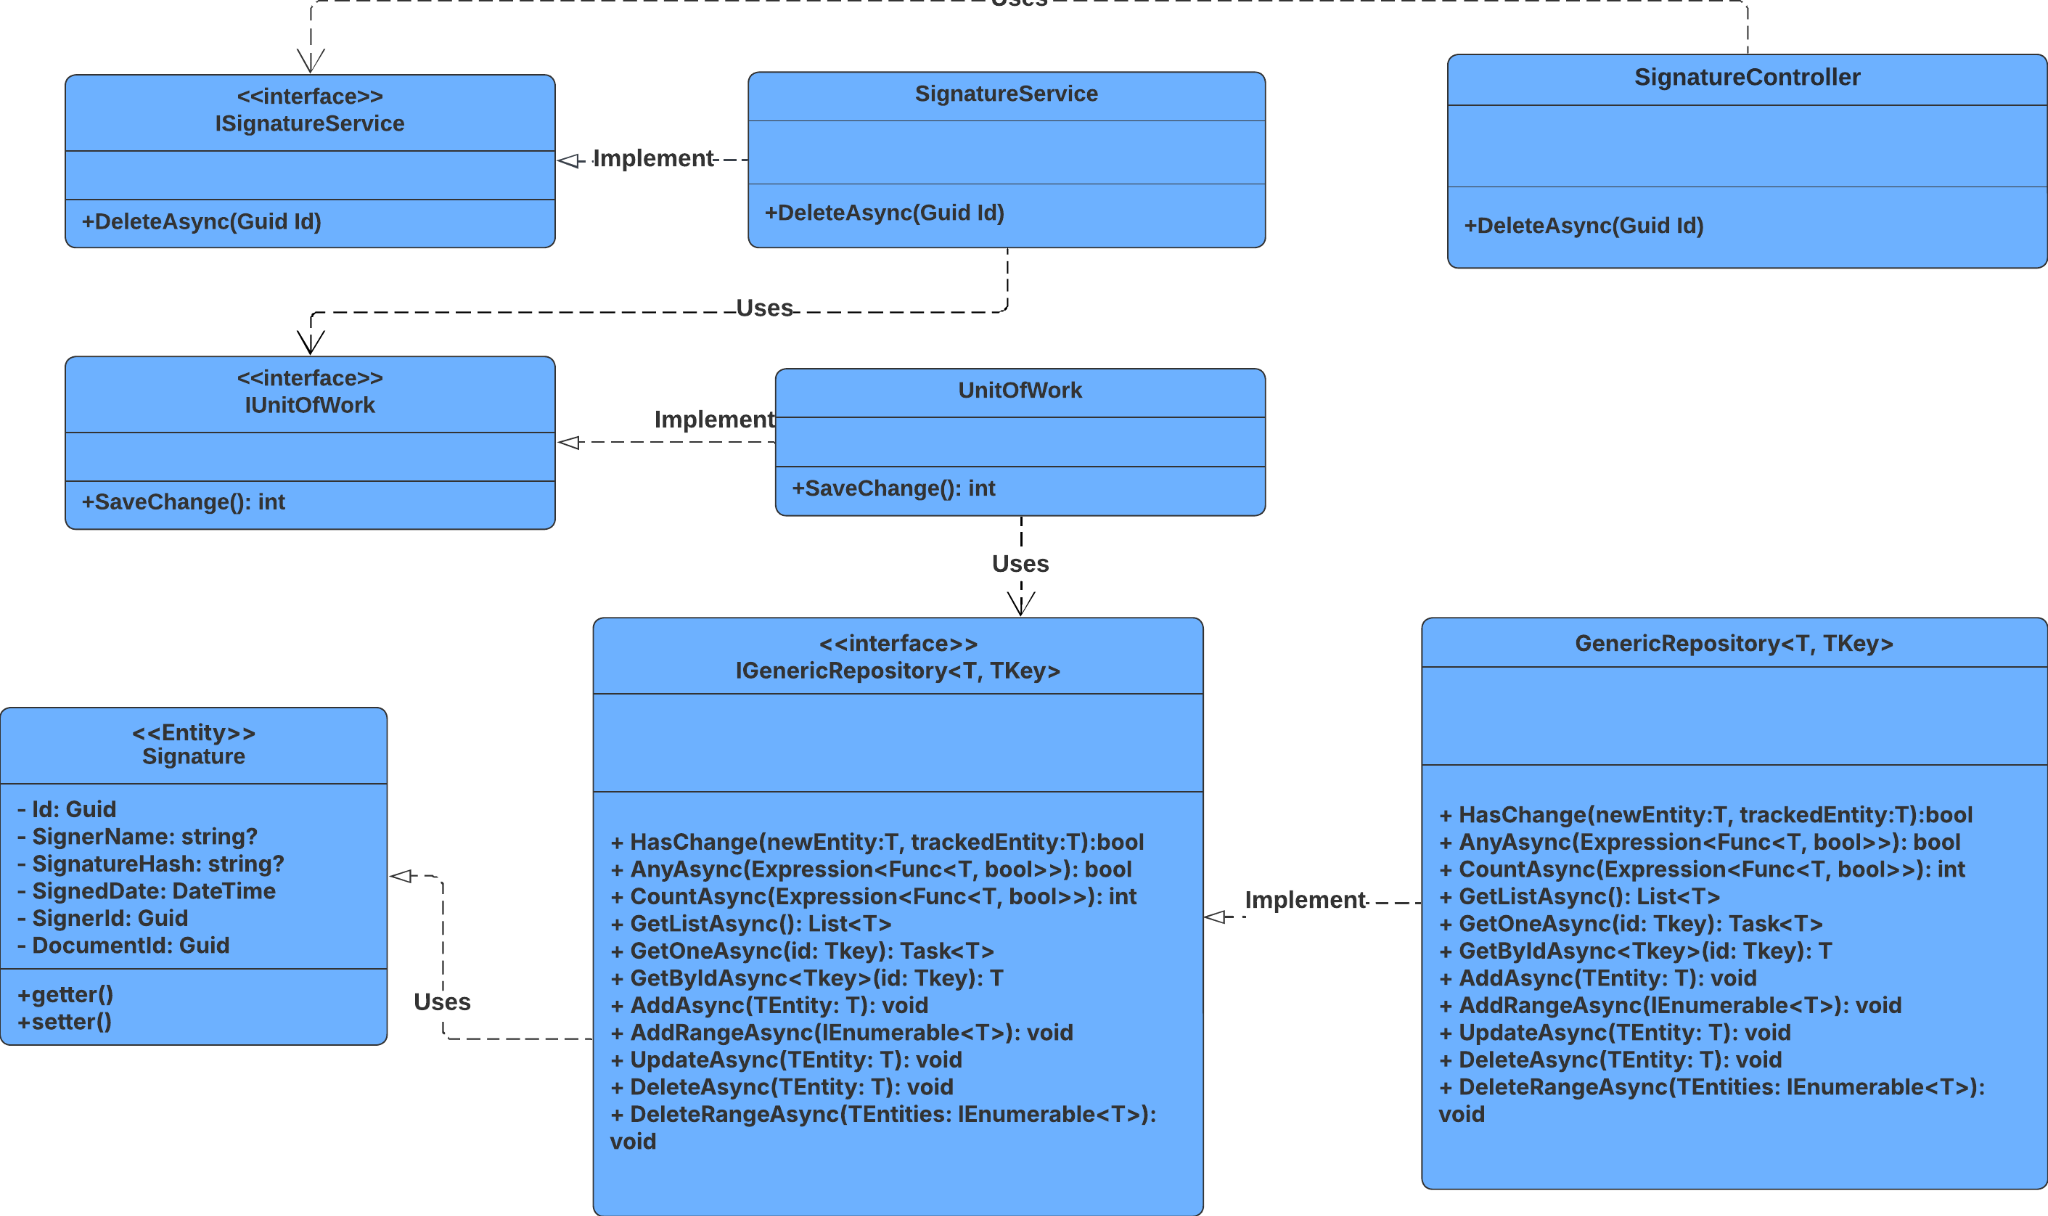 Uses
<<interface>>
ISignatureService
+DeleteAsync(Guid Id)
Implement
SignatureService
+DeleteAsync(Guid Id)
SignatureController
+DeleteAsync(Guid Id)
Uses
<<interface>>
IUnitOfWork
+SaveChange(): int
Implement
UnitOfWork
+SaveChange(): int
Uses
<<Entity>>
Signature
- Id: Guid
- SignerName: string?
- SignatureHash: string?
- SignedDate: DateTime
- SignerId: Guid
- DocumentId: Guid
+getter()
+setter()
Uses
<<interface>>
IGenericRepository<T, TKey>
+ HasChange(newEntity:T, trackedEntity:T):bool
+ AnyAsync(Expression<Func<T, bool>>): bool
+ CountAsync(Expression<Func<T, bool>>): int
+ GetListAsync(): List<T>
+ GetOneAsync(id: Tkey): Task<T>
+ GetByIdAsync<Tkey>(id: Tkey): T
+ AddAsync(TEntity: T): void
+ AddRangeAsync(IEnumerable<T>): void
+ UpdateAsync(TEntity: T): void
+ DeleteAsync(TEntity: T): void
+ DeleteRangeAsync(TEntities: IEnumerable<T>):
void
Implement
GenericRepository<T, TKey>
+ HasChange(newEntity:T, trackedEntity:T):bool
+ AnyAsync(Expression<Func<T, bool>>): bool
+ CountAsync(Expression<Func<T, bool>>): int
+ GetListAsync(): List<T>
+ GetOneAsync(id: Tkey): Task<T>
+ GetByIdAsync<Tkey>(id: Tkey): T
+ AddAsync(TEntity: T): void
+ AddRangeAsync(IEnumerable<T>): void
+ UpdateAsync(TEntity: T): void
+ DeleteAsync(TEntity: T): void
+ DeleteRangeAsync(TEntities: IEnumerable<T>):
void